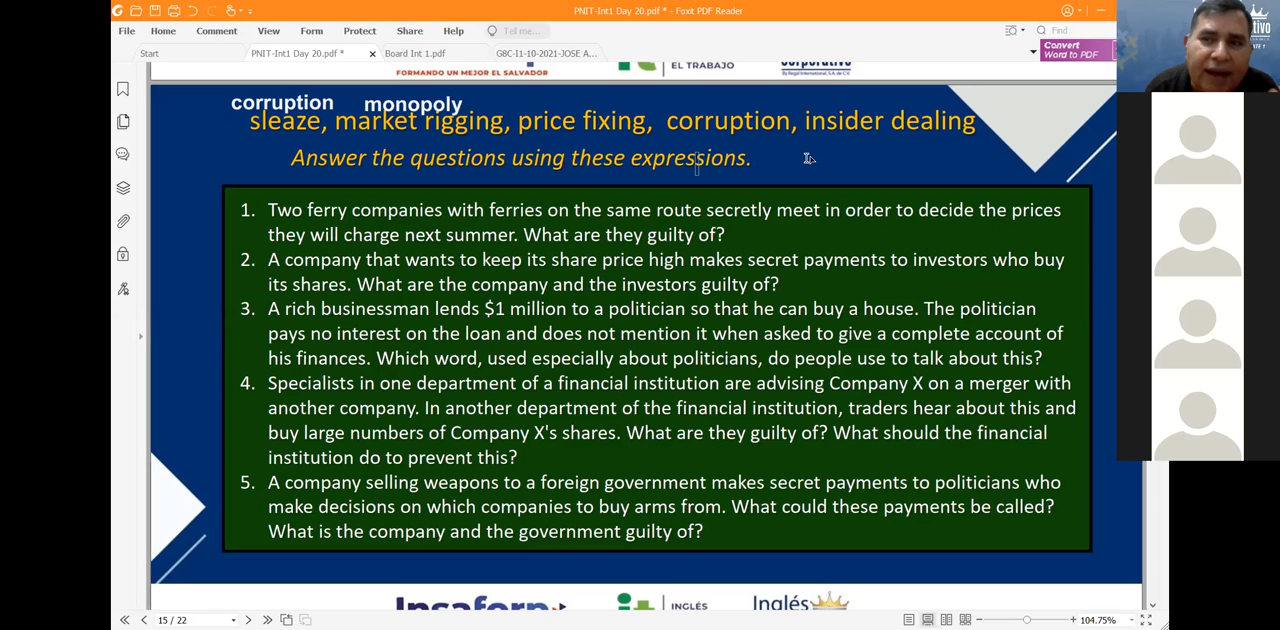 PNIT-Int1 Day 20.pdf * - Foxit PDF Reader
File Home Comment View Form Protect Share Help Tell me... Find
Start PNIT-Int1 Day 20.pdf * Board Int 1.pdf G8C-I1-10-2021-JOSE A... Convert
Word to PDF
FORMANDO UN MEJOR EL SALVADOR EL TRABAJO corporativo
By Regal International, S.A. de C.V.
corruption monopoly
sleaze, market rigging, price fixing, corruption, insider dealing
Answer the questions using these expressions.
1. Two ferry companies with ferries on the same route secretly meet in order to decide the prices
they will charge next summer. What are they guilty of?
2. A company that wants to keep its share price high makes secret payments to investors who buy
its shares. What are the company and the investors guilty of?
3. A rich businessman lends $1 million to a politician so that he can buy a house. The politician
pays no interest on the loan and does not mention it when asked to give a complete account of
his finances. Which word, used especially about politicians, do people use to talk about this?
4. Specialists in one department of a financial institution are advising Company X on a merger with
another company. In another department of the financial institution, traders hear about this and
buy large numbers of Company X's shares. What are they guilty of? What should the financial
institution do to prevent this?
5. A company selling weapons to a foreign government makes secret payments to politicians who
make decisions on which companies to buy arms from. What could these payments be called?
What is the company and the government guilty of?
Insaforp INGLÉS Inglés
15 / 22 104.75%